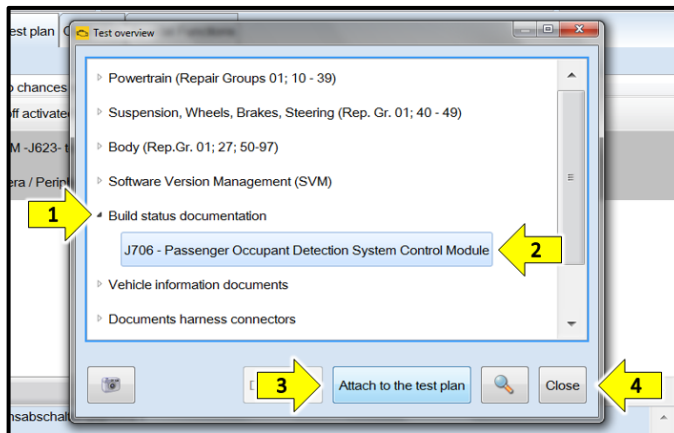 est plan
Test overview
chances
Powertrain (Repair Groups 01; 10 - 39)
off activate
Suspension, Wheels, Brakes, Steering (Rep. Gr. 01; 40 - 49)
M -J623- t
Body (Rep.Gr. 01; 27; 50-97)
era / Periph
Software Version Management (SVM)
1
Build status documentation
J706 - Passenger Occupant Detection System Control Module
2
Vehicle information documents
Documents harness connectors
3
Attach to the test plan
Close
4
nsabschalt